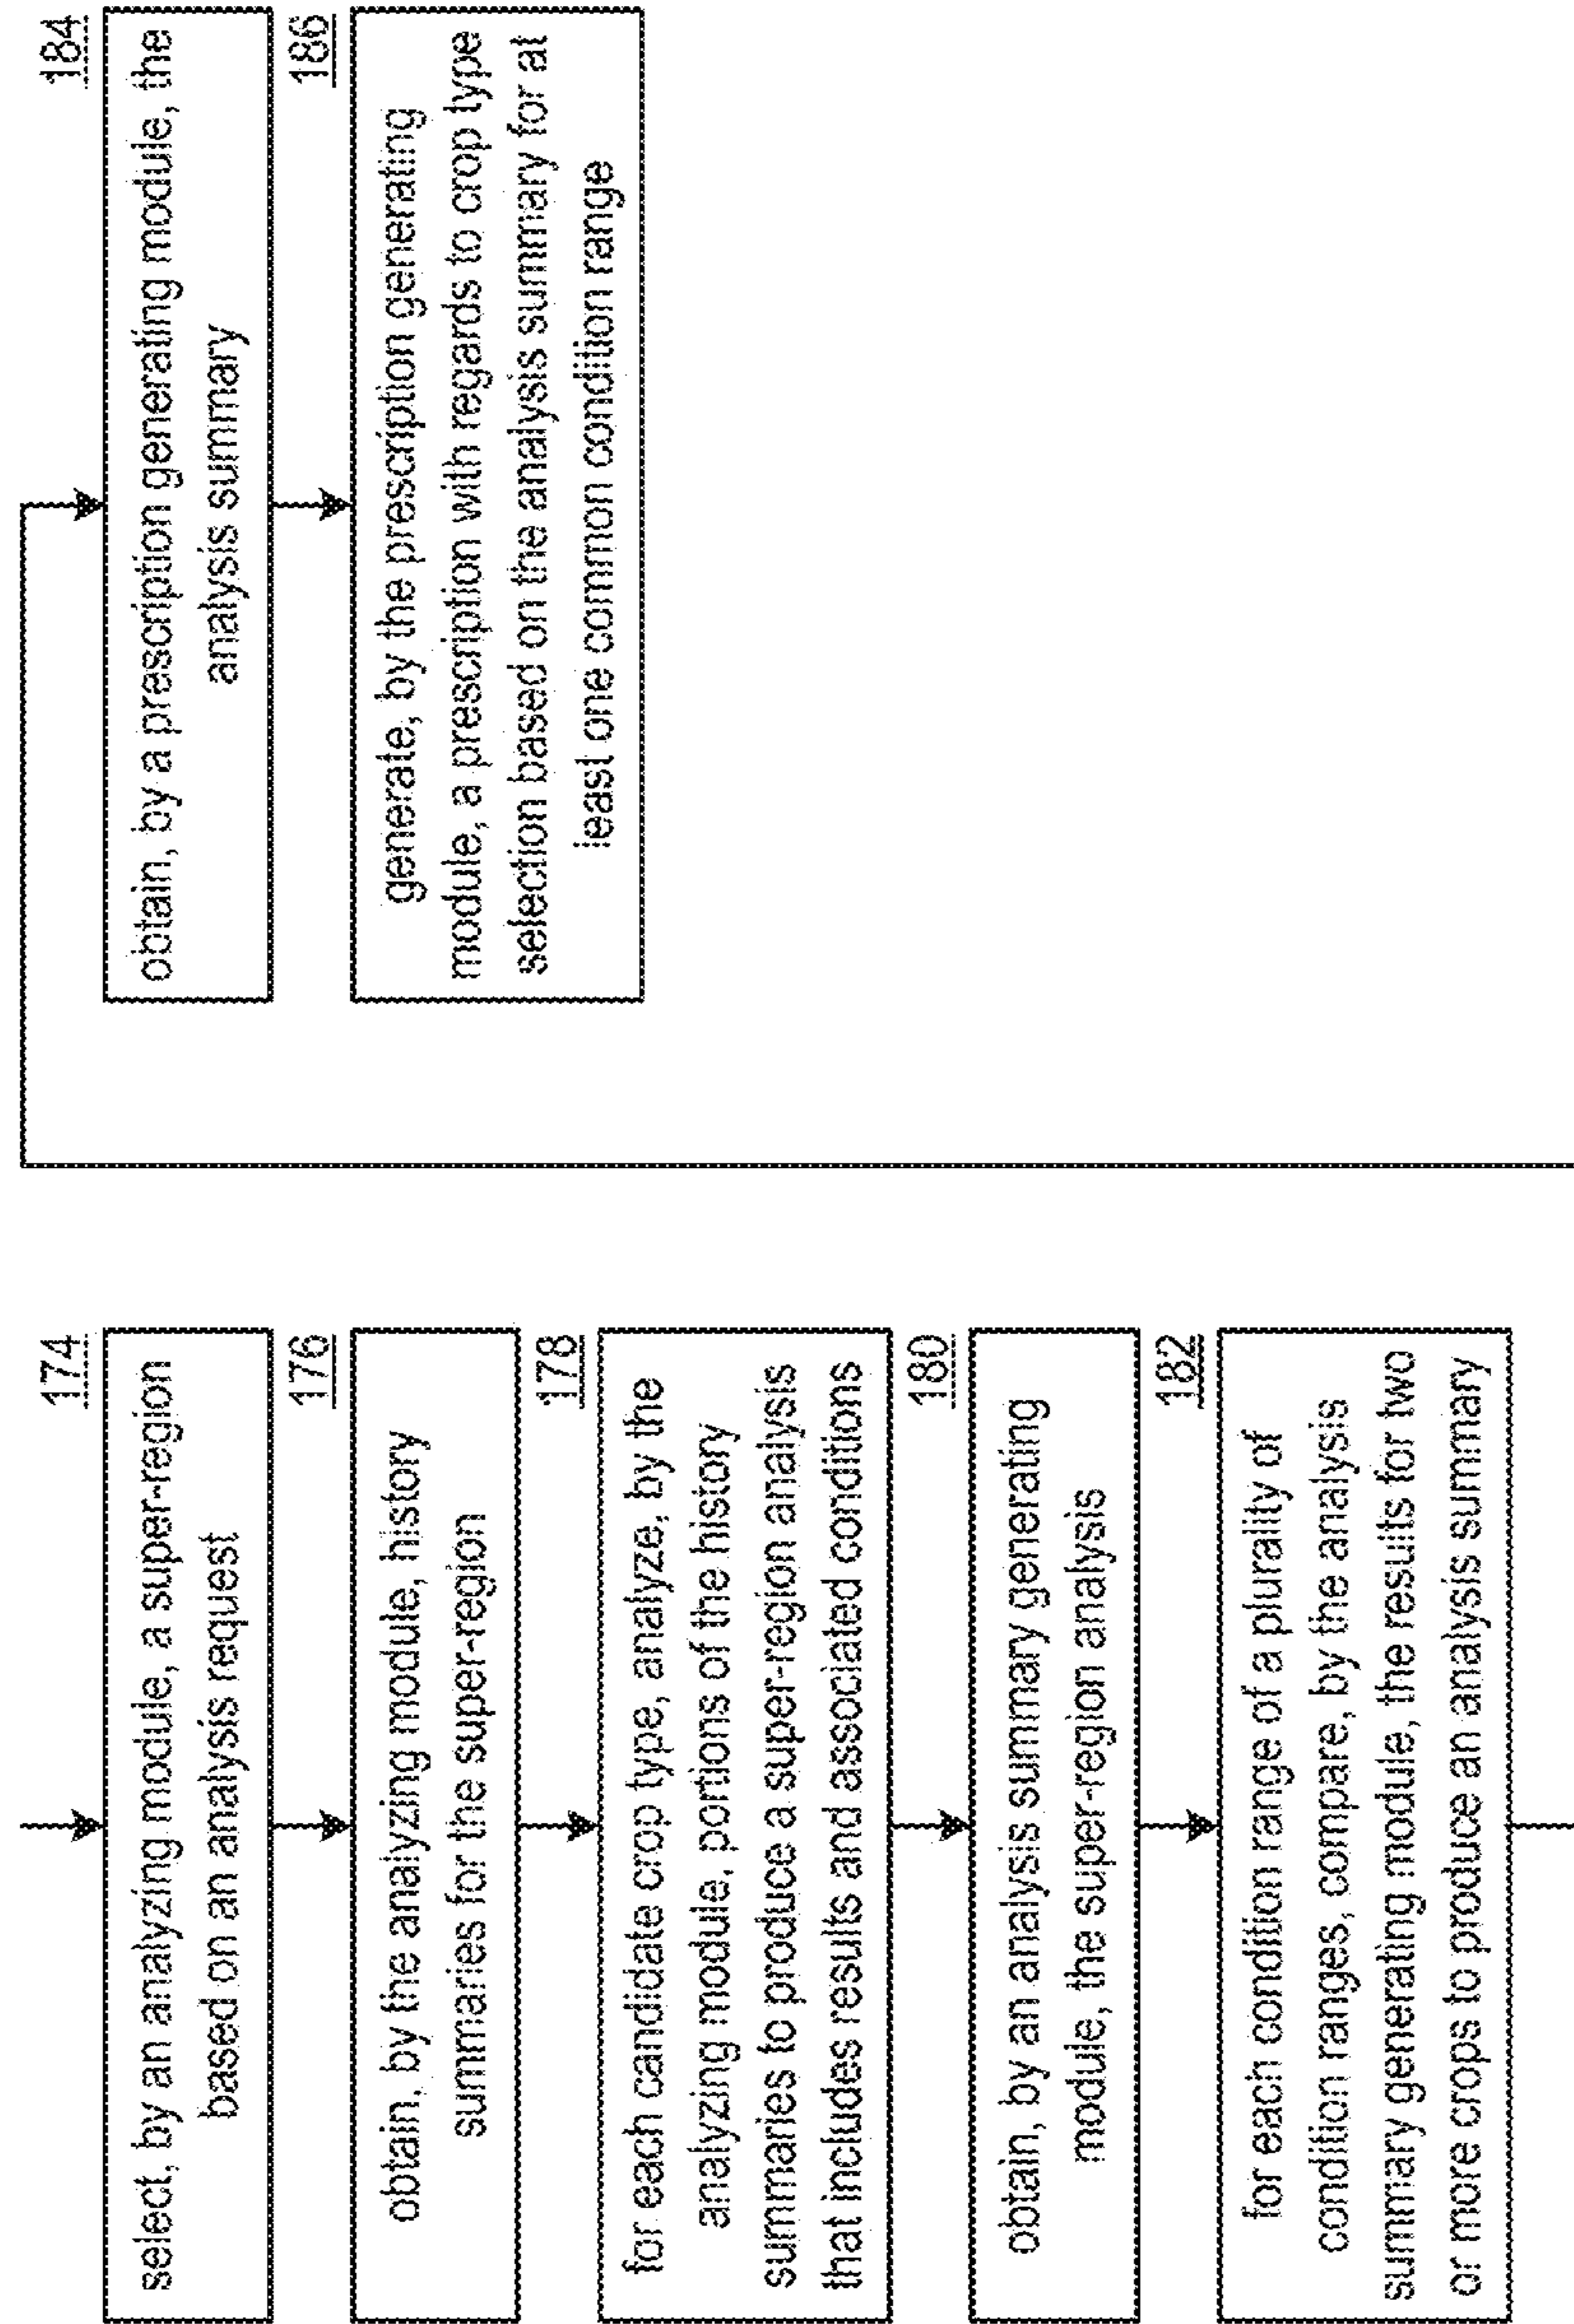 174
select, by an analyzing module, a super-region
based on an analysis request
176
obtain, by the analyzing module, history
summaries for the super-region
178
for each candidate crop type, analyze, by the
analyzing module, portions of the history
summaries to produce a super-region analysis
that includes results and associated conditions
180
obtain, by an analysis summary generating
module, the super-region analysis
182
for each condition range of a plurality of
condition ranges, compare, by the analysis
summary generating module, the results for two
or more crops to produce an analysis summary
184
obtain, by a prescription generating module, the
analysis summary
186
generate, by the prescription generating
module, a prescription with regards to crop type
selection based on the analysis summary for at
least one common condition range